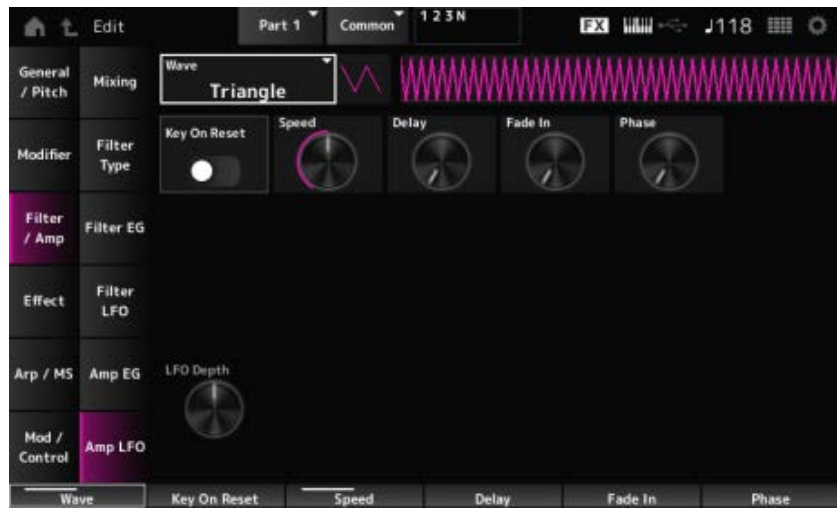 Edit
Part 1
Common
1 2 3 N
FX
♩118
General
/ Pitch
Mixing
Wave
Triangle
Modifier
Filter
Type
Key On Reset
Speed
Delay
Fade In
Phase
Filter
/ Amp
Filter EG
Effect
Filter
LFO
Arp / MS
Amp EG
LFO Depth
Mod /
Control
Amp LFO
Wave
Key On Reset
Speed
Delay
Fade In
Phase